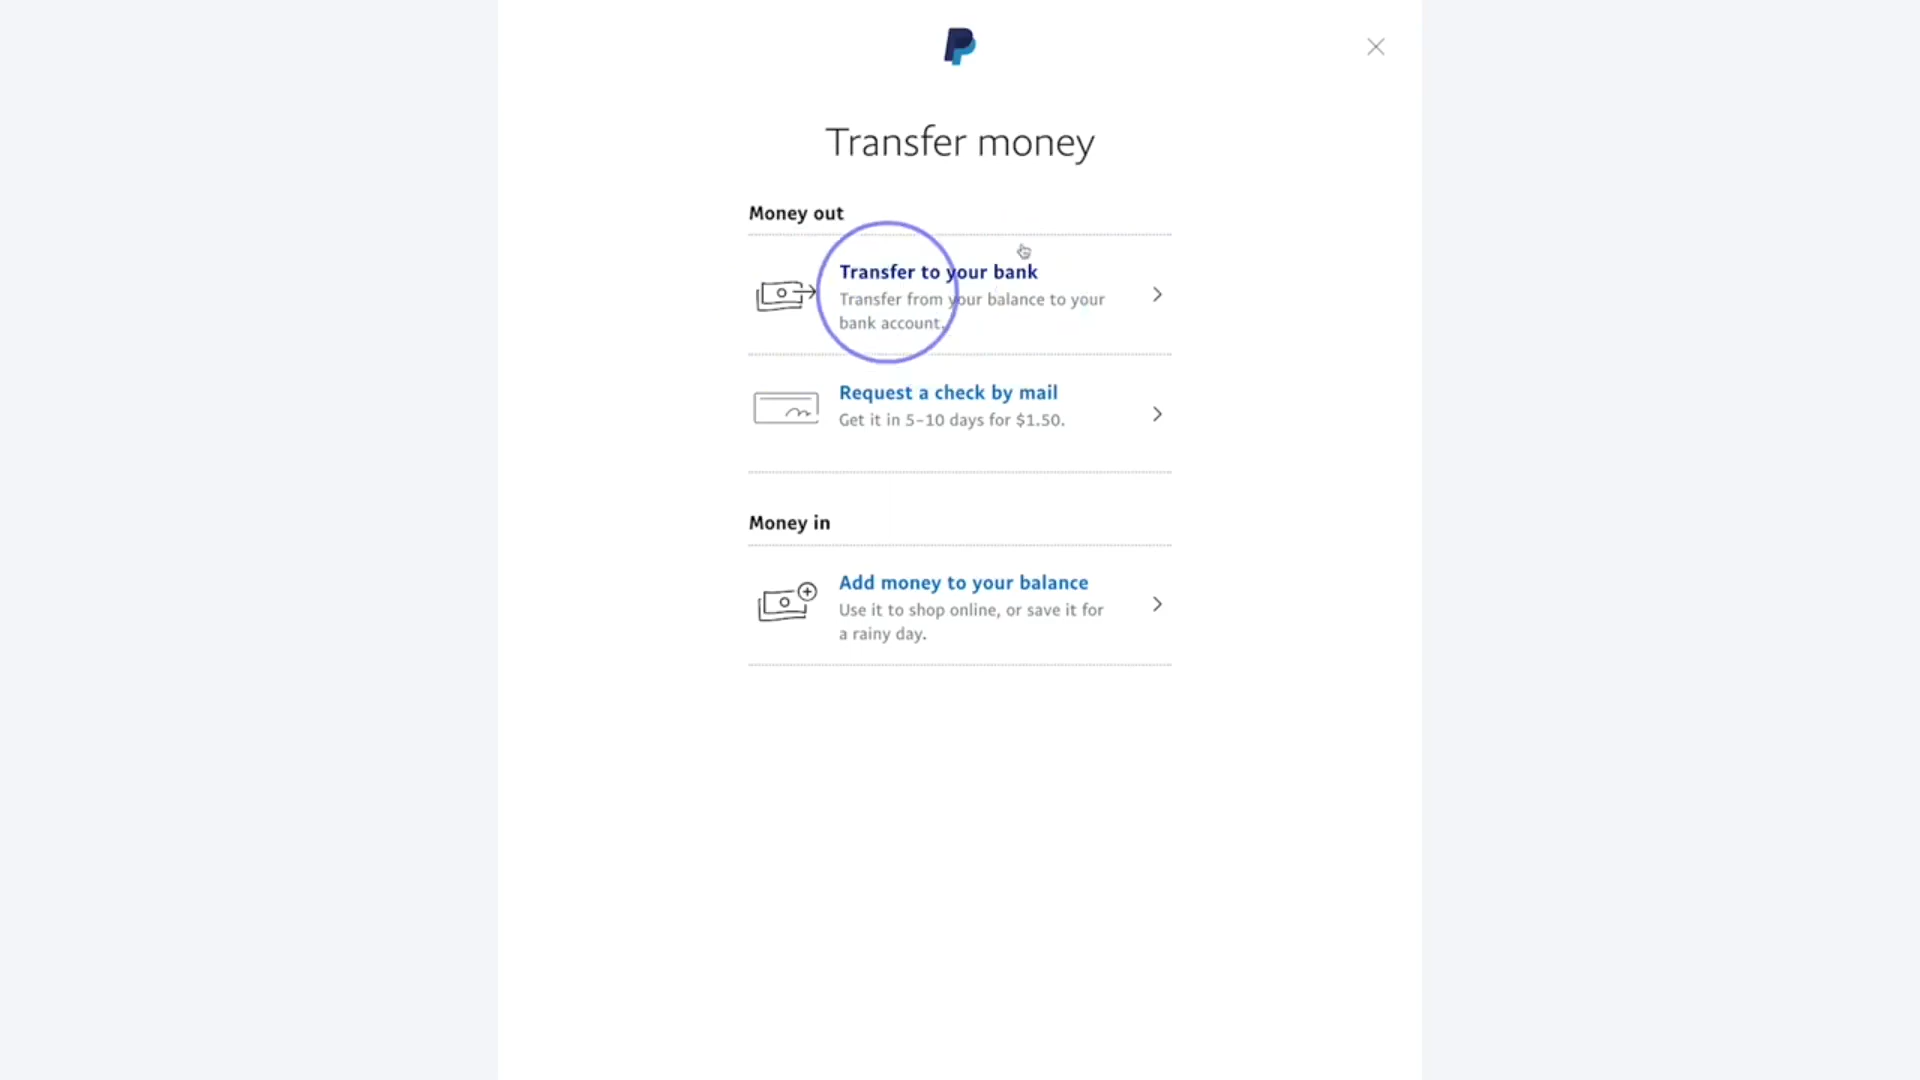 Transfer money
Money out
Transfer to your bank
Transfer from your balance to your
bank account.
Request a check by mail
Get it in 5–10 days for $1.50.
Money in
Add money to your balance
Use it to shop online, or save it for
a rainy day.